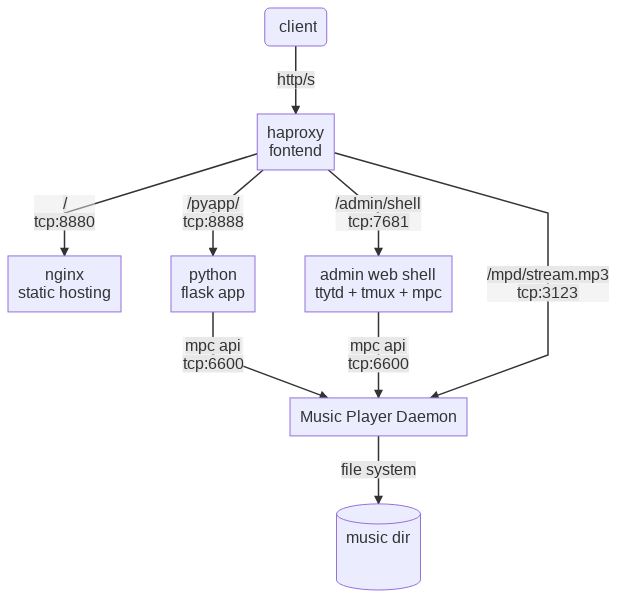 client
http/s
haproxy
fontend
/
tcp:8880
/pyapp/
tcp:8888
/admin/shell
tcp:7681
/mpd/stream.mp3
tcp:3123
nginx
static hosting
python
flask app
admin web shell
ttytd + tmux + mpc
mpc api
tcp:6600
mpc api
tcp:6600
Music Player Daemon
file system
music dir